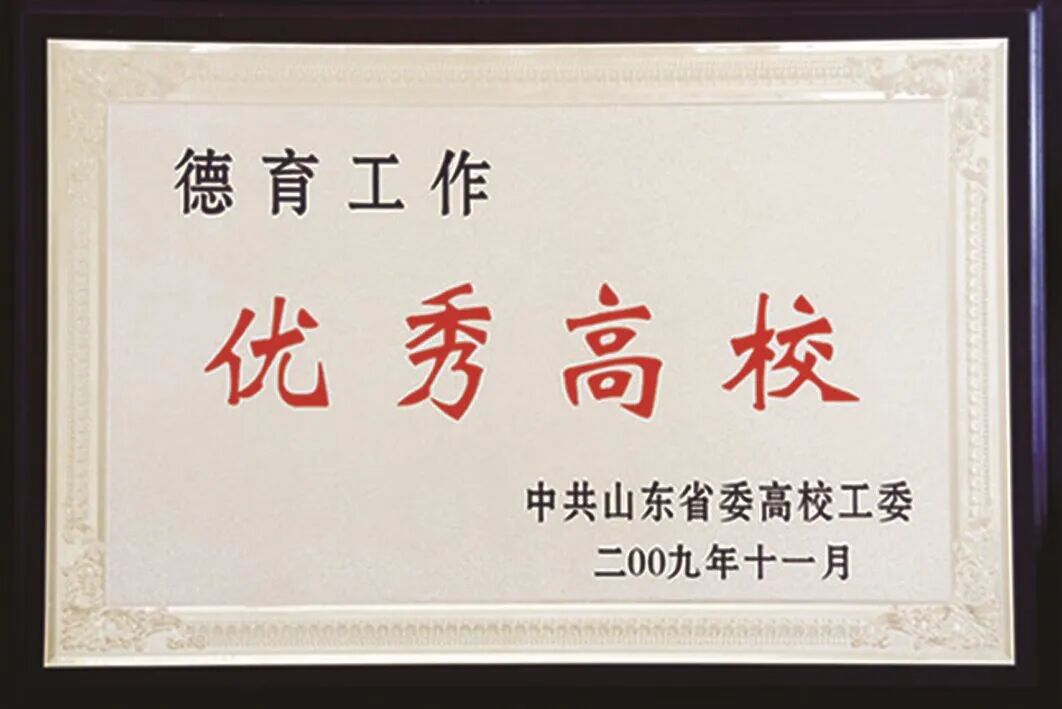 德育工作
优秀高校
中共山东省委高校工委
二00九年十一月